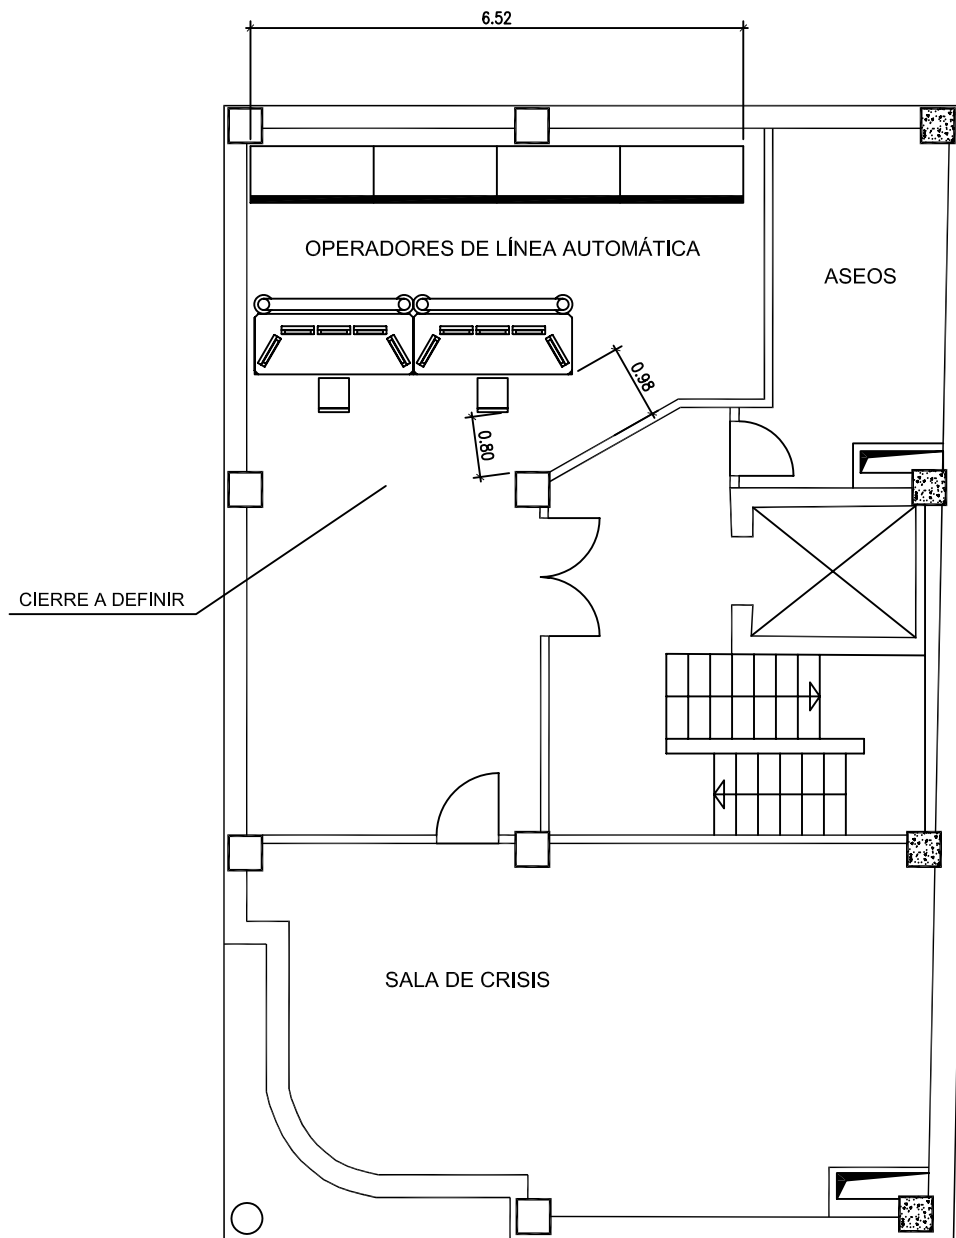 6.52
OPERADORES DE LÍNEA AUTOMÁTICA
ASEOS
0.98
0.80
CIERRE A DEFINIR
SALA DE CRISIS